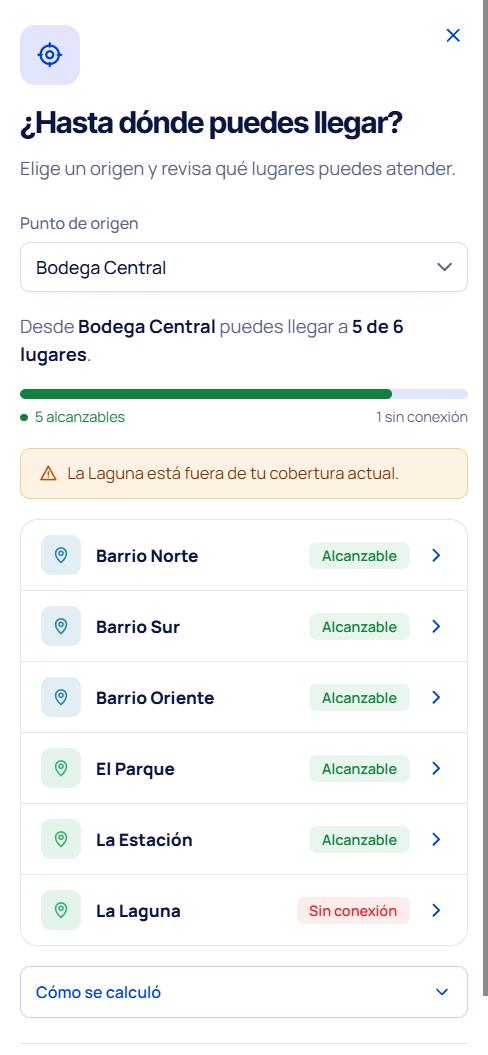 ¿Hasta dónde puedes llegar?
Elige un origen y revisa qué lugares puedes atender.
Punto de origen
Bodega Central
Desde Bodega Central puedes llegar a 5 de 6
lugares.
5 alcanzables
1 sin conexión
La Laguna está fuera de tu cobertura actual.
Barrio Norte
Alcanzable
Barrio Sur
Alcanzable
Barrio Oriente
Alcanzable
El Parque
Alcanzable
La Estación
Alcanzable
La Laguna
Sin conexión
Cómo se calculó